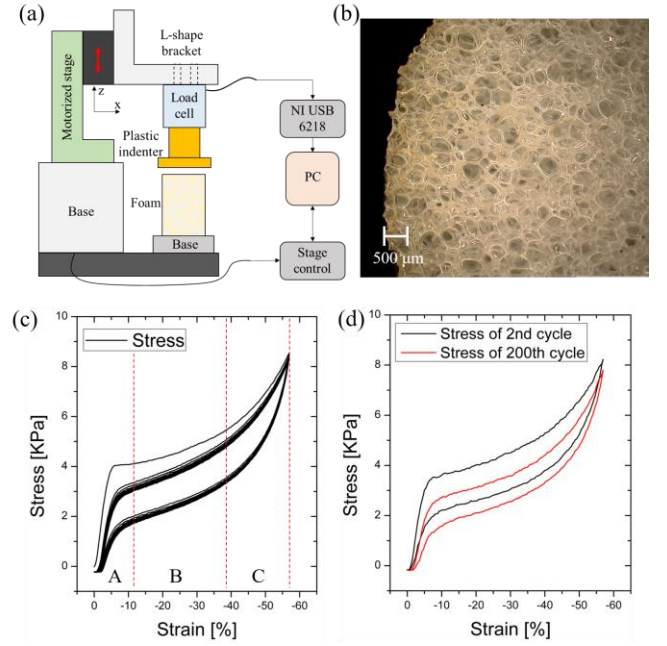 (a)
L-shape
bracket
Motorized stage
z
x
Load
cell
NI USB
6218
Plastic
indenter
PC
Foam
Base
Base
Stage
control
(b)
500 µm
(c)
Stress
Stress [KPa]
10
8
6
4
2
0
A
B
C
0
-10
-20
-30
-40
-50
-60
Strain [%]
(d)
Stress of 2nd cycle
Stress of 200th cycle
Stress [KPa]
10
8
6
4
2
0
0
-10
-20
-30
-40
-50
-60
Strain [%]